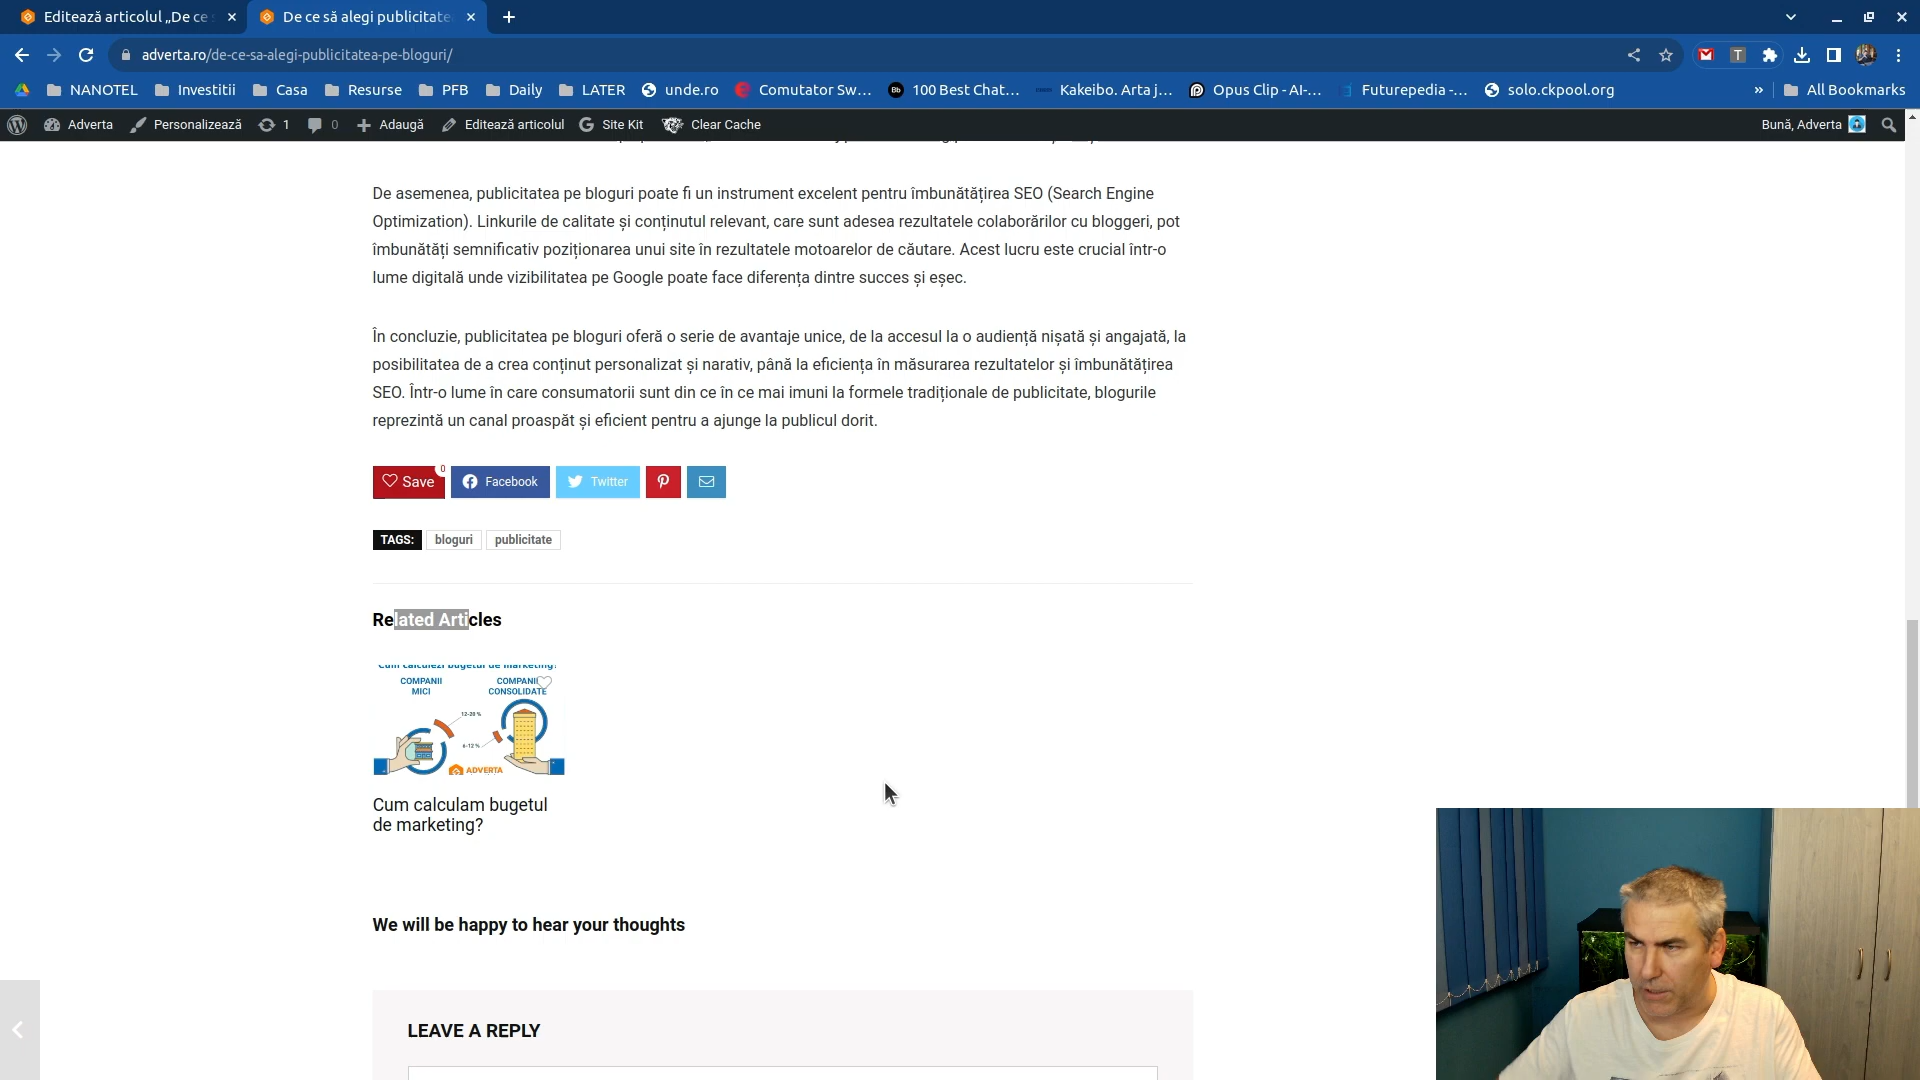 Editează articolul „De ce
De ce să alegi publicitatea
adverta.ro/de-ce-sa-alegi-publicitatea-pe-bloguri/
NANOTEL Investitii Casa Resurse PFB Daily LATER unde.ro Comutator Sw... 100 Best Chat... Kakeibo. Arta j... Opus Clip - AI-... Futurepedia -... solo.ckpool.org » All Bookmarks
Adverta Personalizează 1 0 Adaugă Editează articolul Site Kit Clear Cache Bună, Adverta
De asemenea, publicitatea pe bloguri poate fi un instrument excelent pentru îmbunătățirea SEO (Search Engine
Optimization). Linkurile de calitate și conținutul relevant, care sunt adesea rezultatele colaborărilor cu bloggeri, pot
îmbunătăți semnificativ poziționarea unui site în rezultatele motoarelor de căutare. Acest lucru este crucial într-o
lume digitală unde vizibilitatea pe Google poate face diferența dintre succes și eșec.
În concluzie, publicitatea pe bloguri oferă o serie de avantaje unice, de la accesul la o audiență nișată și angajată, la
posibilitatea de a crea conținut personalizat și narativ, până la eficiența în măsurarea rezultatelor și îmbunătățirea
SEO. Într-o lume în care consumatorii sunt din ce în ce mai imuni la formele tradiționale de publicitate, blogurile
reprezintă un canal proaspăt și eficient pentru a ajunge la publicul dorit.
Save 0 Facebook Twitter
TAGS: bloguri publicitate
Related Articles
Cum calculezi bugetul de marketing?
COMPANII MICI
COMPANII CONSOLIDATE
12-20 %
6-12 %
ADVERTA
Cum calculam bugetul
de marketing?
We will be happy to hear your thoughts
LEAVE A REPLY